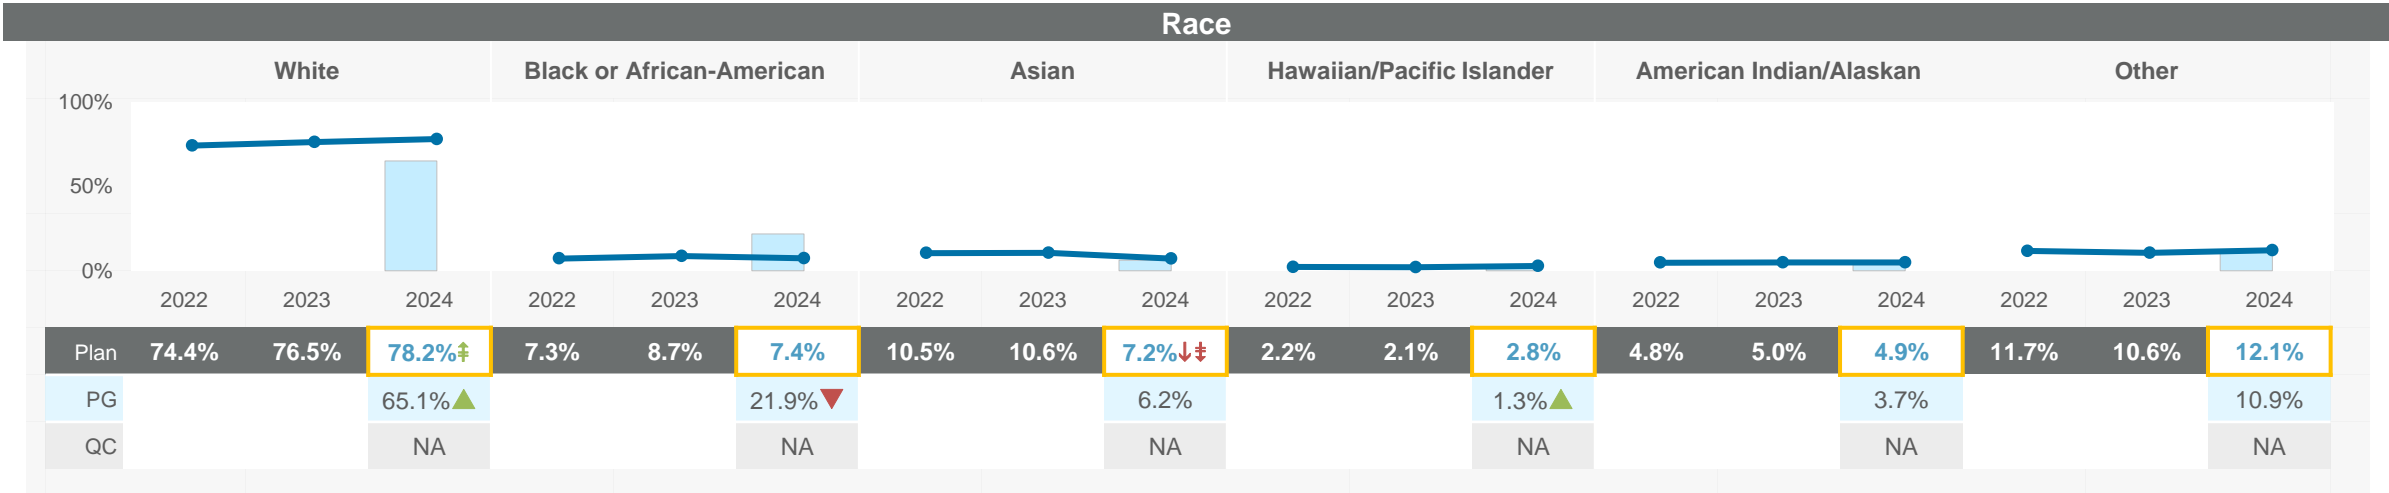 Race
White Black or African-American Asian Hawaiian/Pacific Islander American Indian/Alaskan Other
100%
50%
0%
2022 2023 2024 2022 2023 2024 2022 2023 2024 2022 2023 2024 2022 2023 2024 2022 2023 2024
Plan 74.4% 76.5% 78.2%⇞ 7.3% 8.7% 7.4% 10.5% 10.6% 7.2%↓⇟ 2.2% 2.1% 2.8% 4.8% 5.0% 4.9% 11.7% 10.6% 12.1%
PG 65.1%▲ 21.9%▼ 6.2% 1.3%▲ 3.7% 10.9%
QC NA NA NA NA NA NA